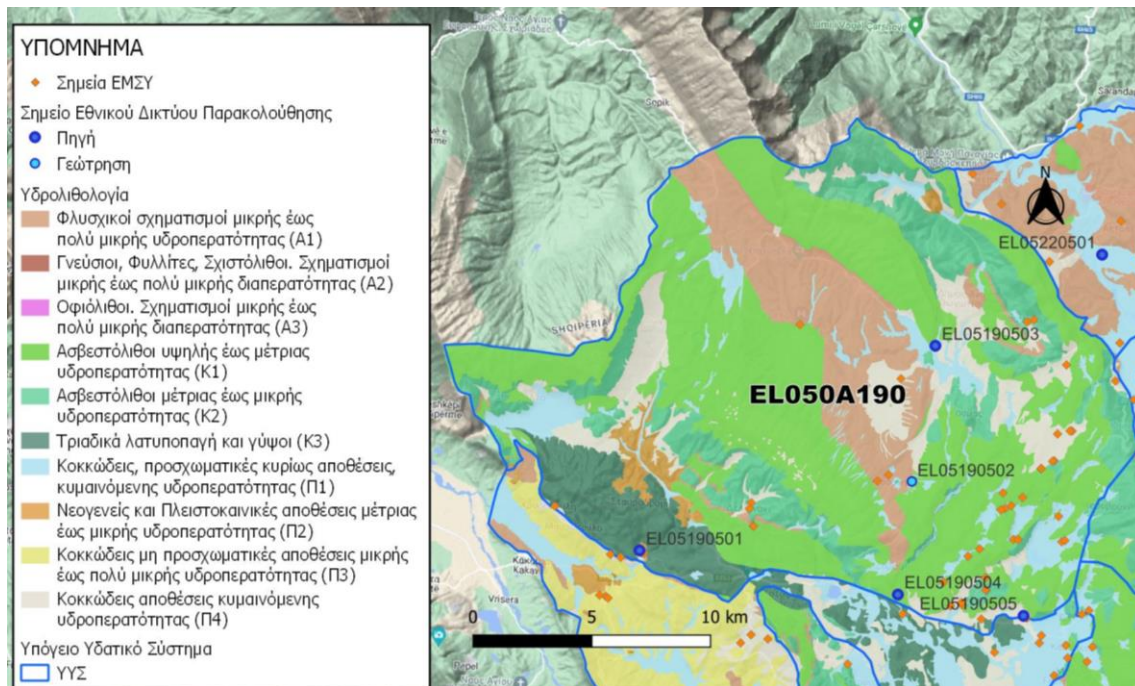 ΥΠΟΜΝΗΜΑ
Σημεία ΕΜΣΥ
Σημείο Εθνικού Δικτύου Παρακολούθησης
Πηγή
Γεώτρηση
Υδρολιθολογία
Φλυσχικοί σχηματισμοί μικρής έως
πολύ μικρής υδροπερατότητας (Α1)
Γνεύσιοι, Φυλλίτες, Σχιστόλιθοι. Σχηματισμοί
μικρής έως πολύ μικρής διαπερατότητας (Α2)
Οφιόλιθοι. Σχηματισμοί μικρής έως
πολύ μικρής διαπερατότητας (Α3)
Ασβεστόλιθοι υψηλής έως μέτριας
υδροπερατότητας (Κ1)
Ασβεστόλιθοι μέτριας έως μικρής
υδροπερατότητας (Κ2)
Τριαδικά λατυποπαγή και γύψοι (Κ3)
Κοκκώδεις, προσχωματικές κυρίως αποθέσεις,
κυμαινόμενης υδροπερατότητας (Π1)
Νεογενείς και Πλειστοκαινικές αποθέσεις μέτριας
έως μικρής υδροπερατότητας (Π2)
Κοκκώδεις μη προσχωματικές αποθέσεις μικρής
έως πολύ μικρής υδροπερατότητας (Π3)
Κοκκώδεις αποθέσεις κυμαινόμενης
υδροπερατότητας (Π4)
Υπόγειο Υδατικό Σύστημα
ΥΥΣ
Sopik
N
EL05220501
SHQIPËRIA
EL05190503
EL050A190
EL05190502
EL05190501
Kakavi
Vrisera
EL05190504
EL05190505
0 5 10 km
Pepel